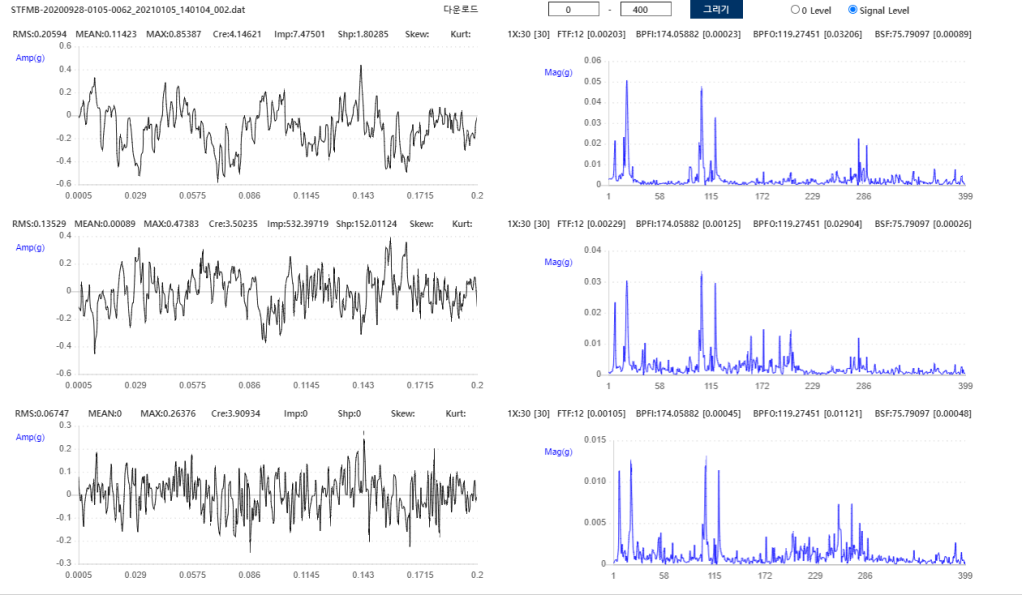 STFMB-20200928-0105-0062_20210105_140104_002.dat 다운로드 0 - 400 그리기 0 Level Signal Level
RMS:0.20594 MEAN:0.11423 MAX:0.85387 Cre:4.14621 Imp:7.47501 Shp:1.80285 Skew: Kurt:
Amp(g)
0.6
0.4
0.2
0
-0.2
-0.4
-0.6
0.0005 0.029 0.0575 0.086 0.1145 0.143 0.1715 0.2
1X:30 [30] FTF:12 [0.00203] BPFI:174.05882 [0.00023] BPFO:119.27451 [0.03206] BSF:75.79097 [0.00089]
Mag(g)
0.06
0.05
0.04
0.03
0.02
0.01
0
1 58 115 172 229 286 399
RMS:0.13529 MEAN:0.00089 MAX:0.47383 Cre:3.50235 Imp:532.39719 Shp:152.01124 Skew: Kurt:
Amp(g)
0.4
0.2
0
-0.2
-0.4
-0.6
0.0005 0.029 0.0575 0.086 0.1145 0.143 0.1715 0.2
1X:30 [30] FTF:12 [0.00229] BPFI:174.05882 [0.00125] BPFO:119.27451 [0.02904] BSF:75.79097 [0.00026]
Mag(g)
0.04
0.03
0.02
0.01
0
1 58 115 172 229 286 399
RMS:0.06747 MEAN:0 MAX:0.26376 Cre:3.90934 Imp:0 Shp:0 Skew: Kurt:
Amp(g)
0.3
0.2
0.1
0
-0.1
-0.2
-0.3
0.0005 0.029 0.0575 0.086 0.1145 0.143 0.1715 0.2
1X:30 [30] FTF:12 [0.00105] BPFI:174.05882 [0.00045] BPFO:119.27451 [0.01121] BSF:75.79097 [0.00048]
Mag(g)
0.015
0.010
0.005
0
1 58 115 172 229 286 399